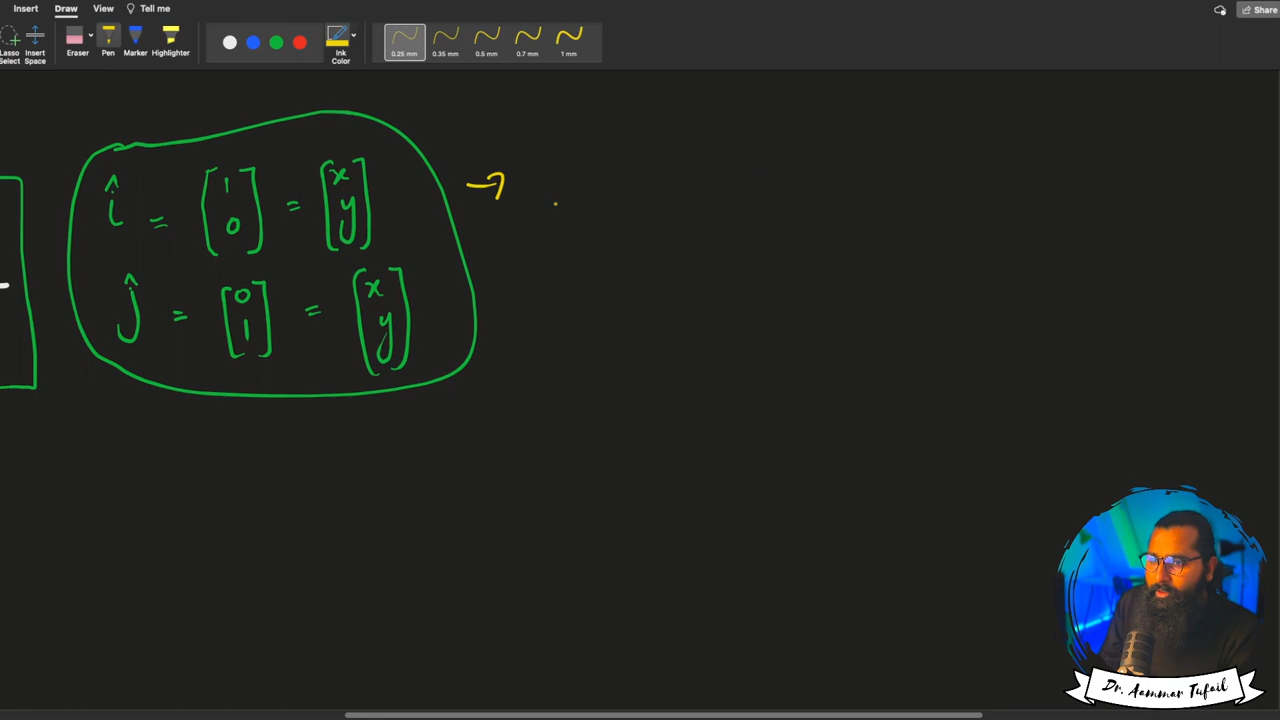 Insert Draw View Tell me Share
Lasso Select Insert Space Eraser Pen Marker Highlighter Ink Color 0.25 mm 0.35 mm 0.5 mm 0.7 mm 1 mm
î = [1 0] = [x y] →
ĵ = [0 1] = [x y]
Dr. Aammar Tufail